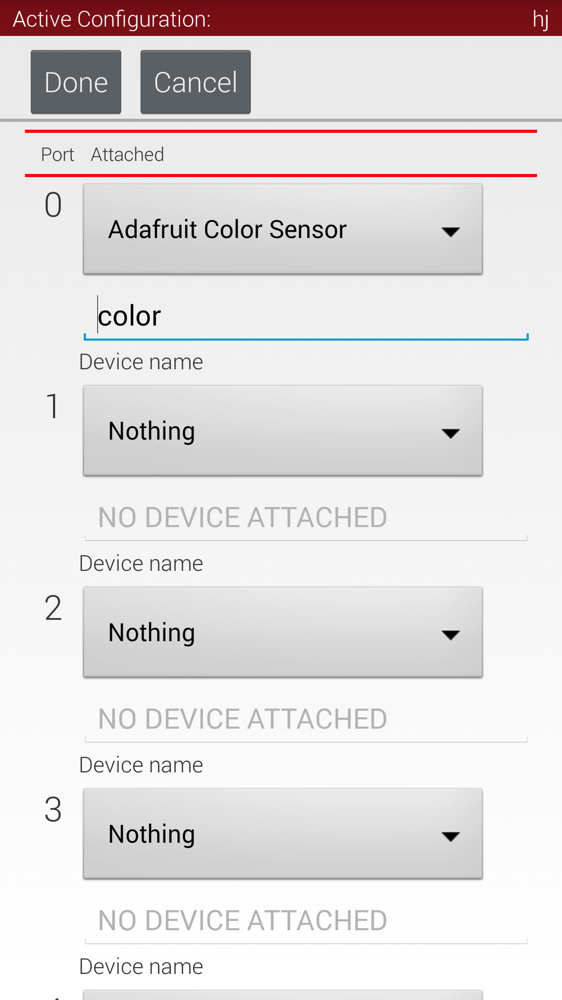 Active Configuration: hj
Done Cancel
Port Attached
0 Adafruit Color Sensor
color
Device name
1 Nothing
NO DEVICE ATTACHED
Device name
2 Nothing
NO DEVICE ATTACHED
Device name
3 Nothing
NO DEVICE ATTACHED
Device name